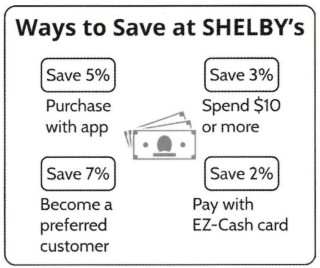 Ways to Save at SHELBY's
Save 5%
Purchase
with app
Save 3%
Spend $10
or more
Save 7%
Become a
preferred
customer
Save 2%
Pay with
EZ-Cash card